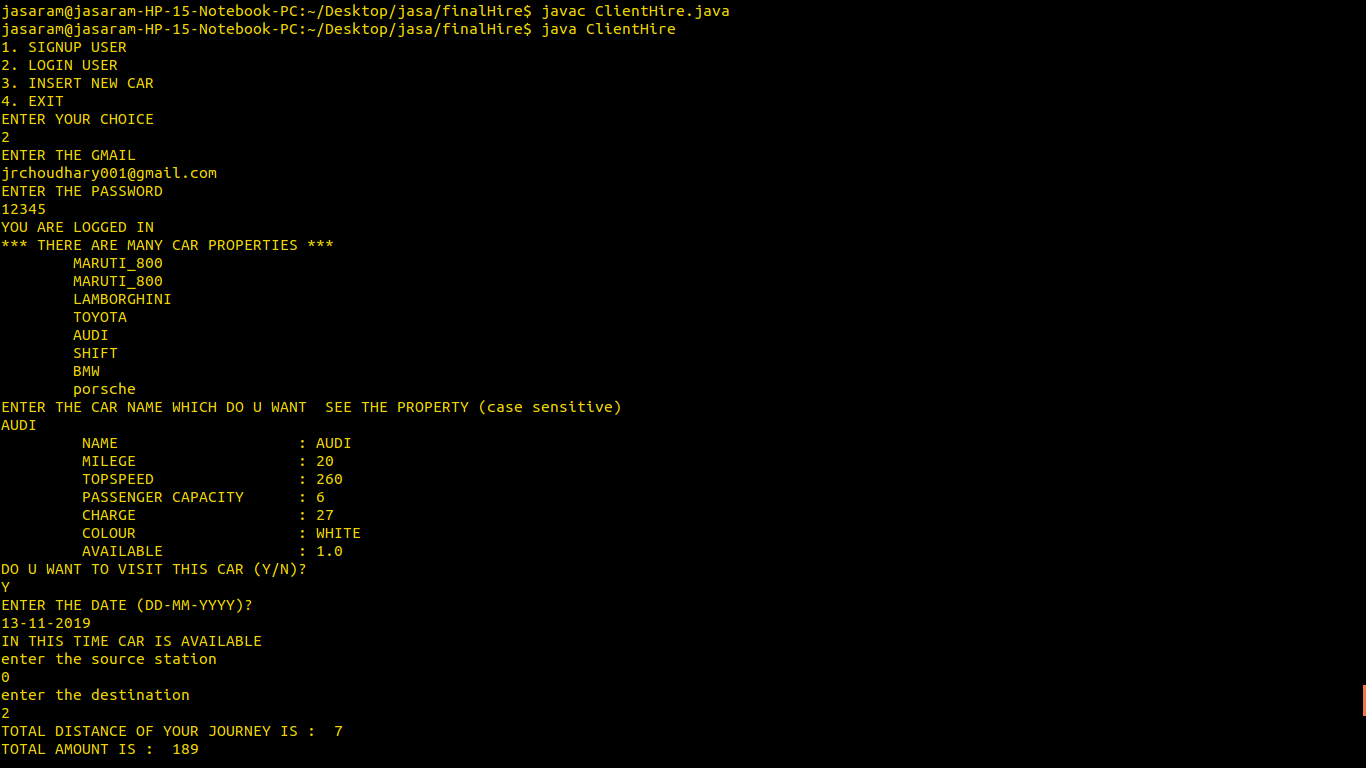 jasaram@jasaram-HP-15-Notebook-PC:~/Desktop/jasa/finalHire$ javac ClientHire.java
jasaram@jasaram-HP-15-Notebook-PC:~/Desktop/jasa/finalHire$ java ClientHire
1. SIGNUP USER
2. LOGIN USER
3. INSERT NEW CAR
4. EXIT
ENTER YOUR CHOICE
2
ENTER THE GMAIL
jrchoudhary001@gmail.com
ENTER THE PASSWORD
12345
YOU ARE LOGGED IN
*** THERE ARE MANY CAR PROPERTIES ***
        MARUTI_800
        MARUTI_800
        LAMBORGHINI
        TOYOTA
        AUDI
        SHIFT
        BMW
        porsche
ENTER THE CAR NAME WHICH DO U WANT  SEE THE PROPERTY (case sensitive)
AUDI
         NAME                    : AUDI
         MILEGE                  : 20
         TOPSPEED                : 260
         PASSENGER CAPACITY      : 6
         CHARGE                  : 27
         COLOUR                  : WHITE
         AVAILABLE               : 1.0
DO U WANT TO VISIT THIS CAR (Y/N)?
Y
ENTER THE DATE (DD-MM-YYYY)?
13-11-2019
IN THIS TIME CAR IS AVAILABLE
enter the source station
0
enter the destination
2
TOTAL DISTANCE OF YOUR JOURNEY IS :  7
TOTAL AMOUNT IS :  189